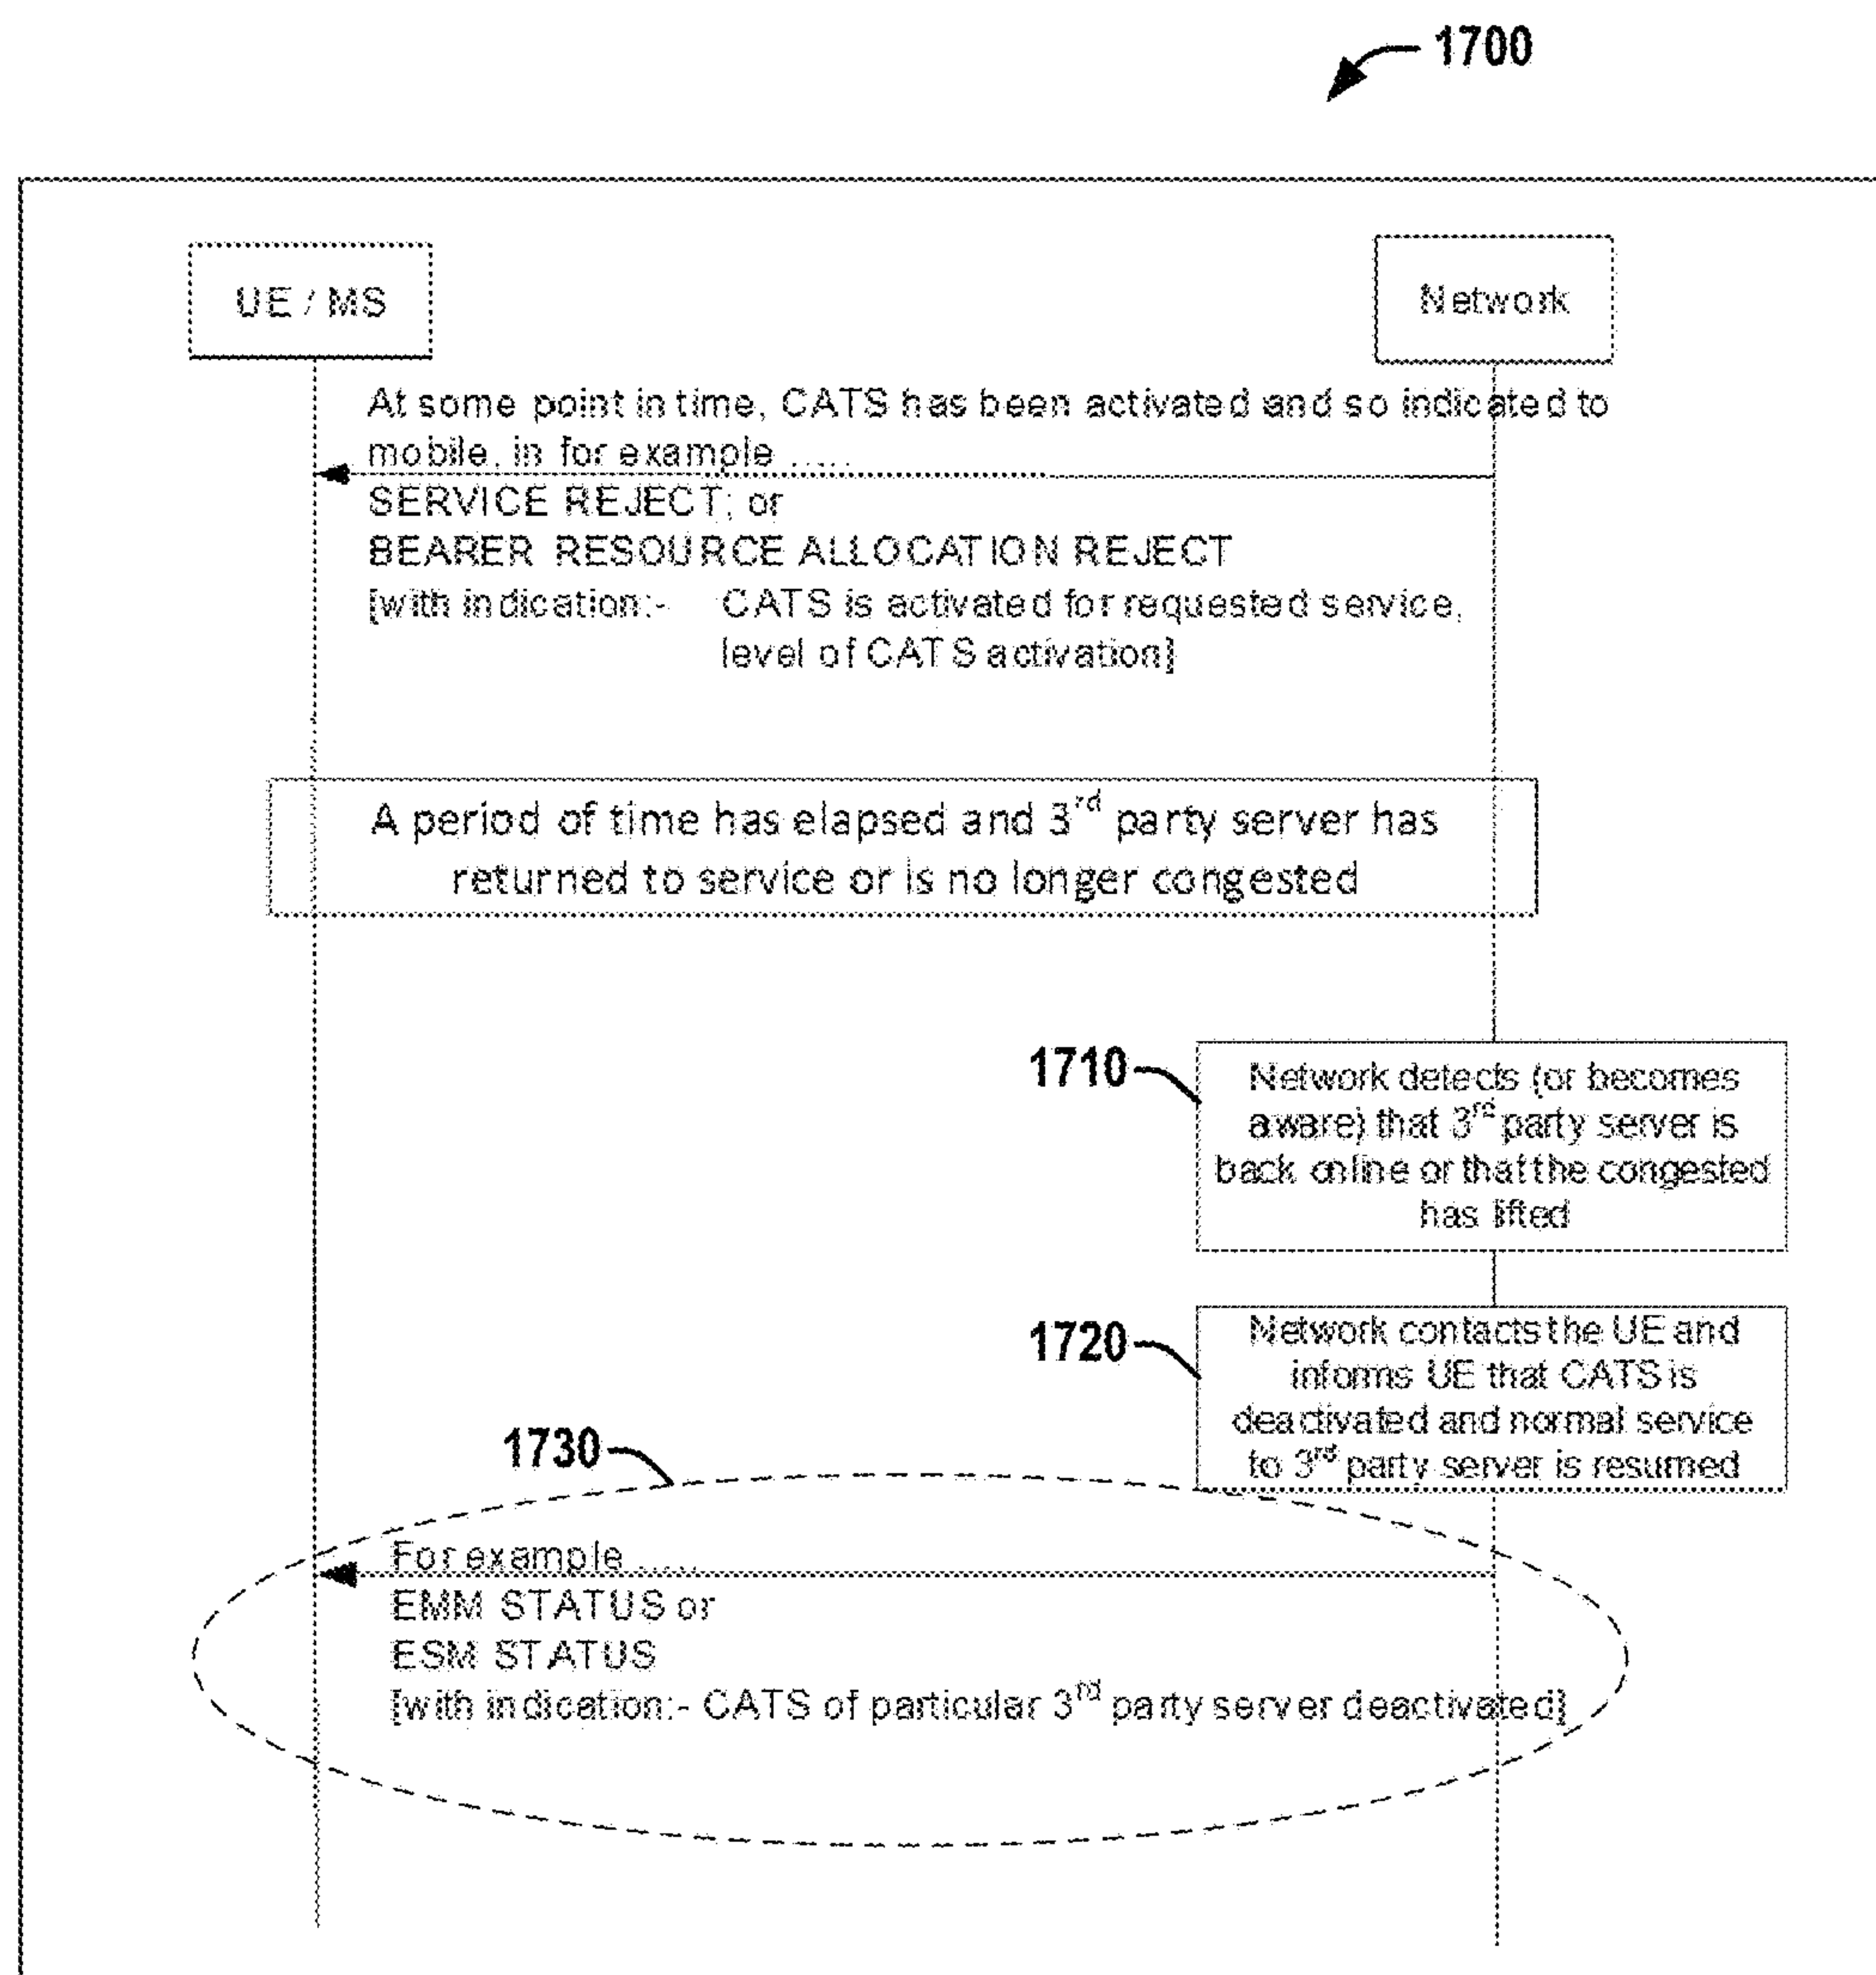 1700
UE / MS
Network
At some point in time, CATS has been activated and so indicated to
mobile, in for example .....
SERVICE REJECT; or
BEARER RESOURCE ALLOCATION REJECT
[with indication:- CATS is activated for requested service,
level of CATS activation]
A period of time has elapsed and 3rd party server has
returned to service or is no longer congested
1710
Network detects (or becomes
aware) that 3rd party server is
back online or that the congested
has lifted
1720
Network contacts the UE and
informs UE that CATS is
deactivated and normal service
to 3rd party server is resumed
1730
For example ......
EMM STATUS or
ESM STATUS
[with indication:- CATS of particular 3rd party server deactivated]